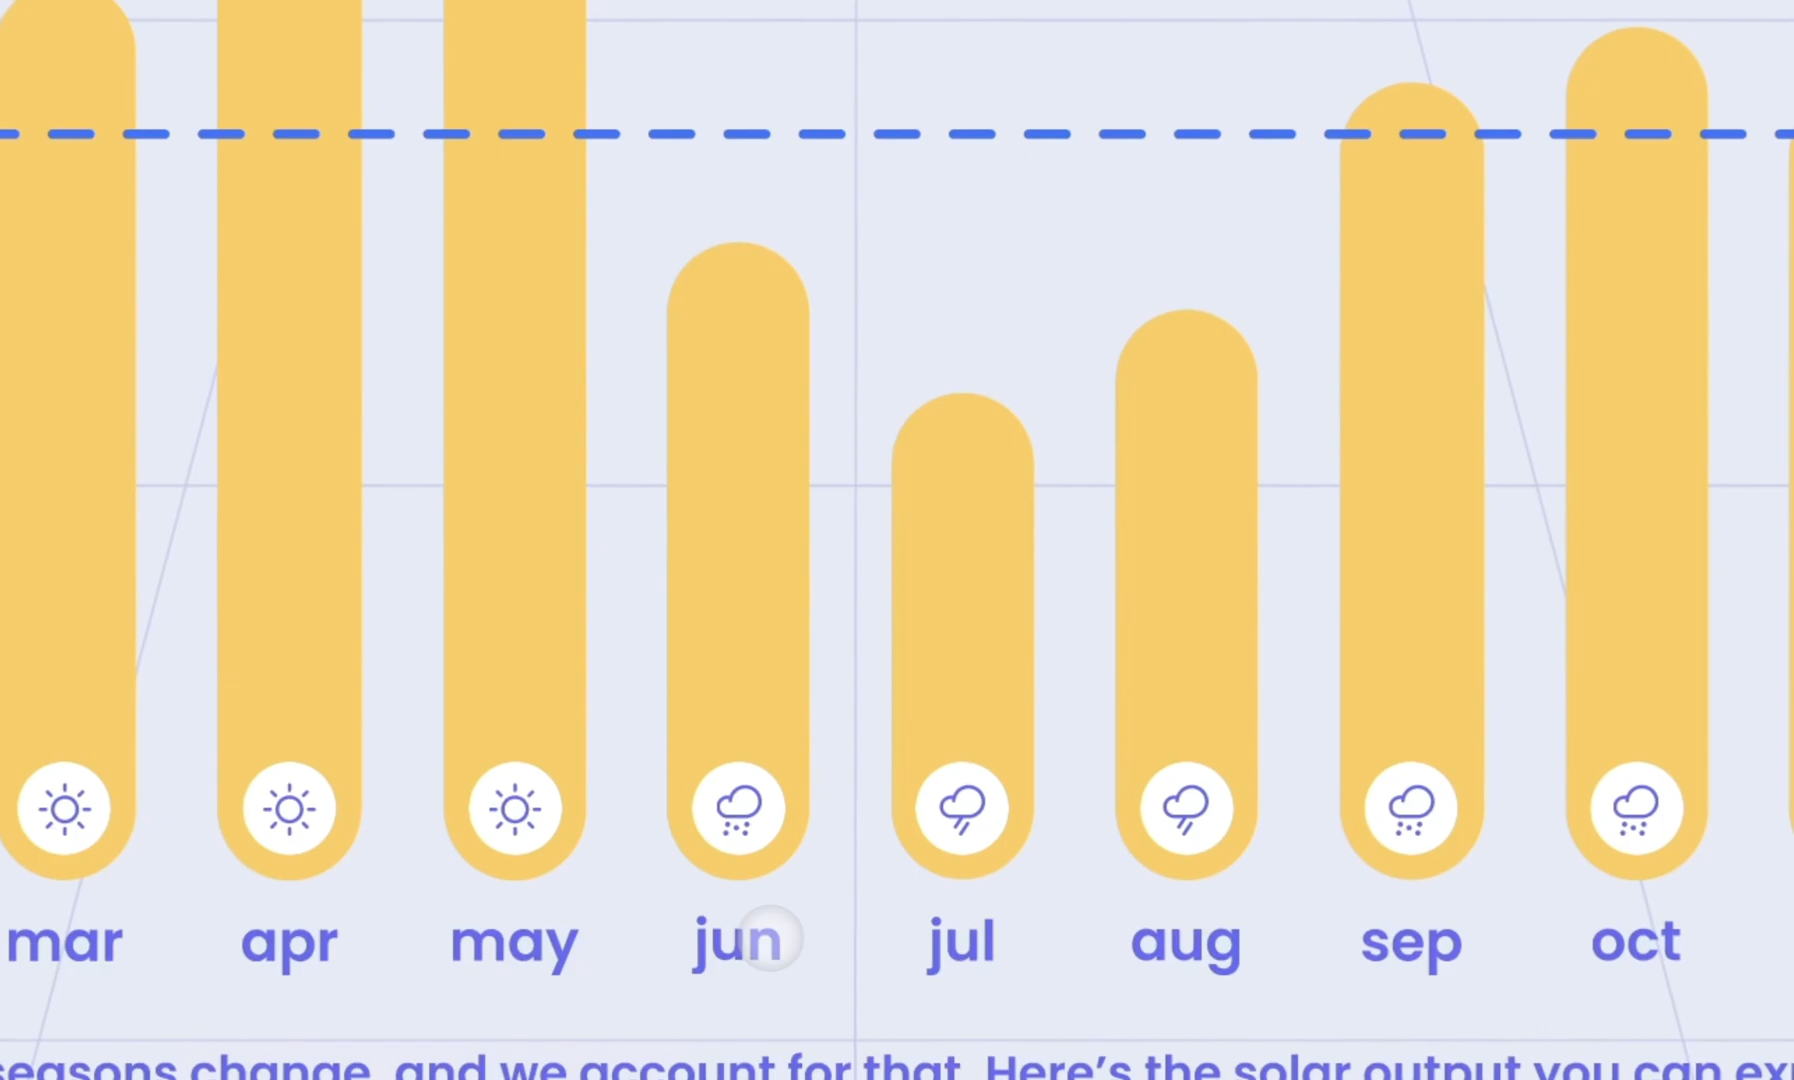 mar apr may jun jul aug sep oct
seasons change, and we account for that. Here's the solar output you can